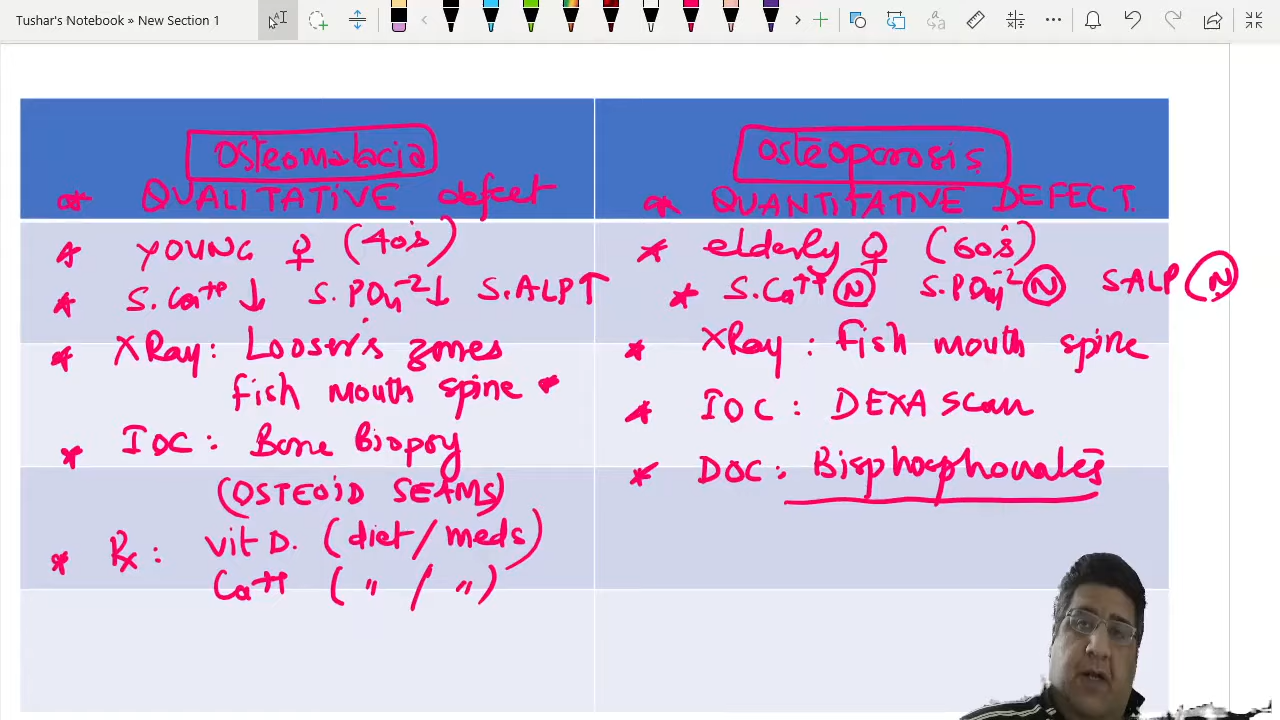 Tushar's Notebook » New Section 1
Osteomalacia
* QUALITATIVE defect
* YOUNG ♀ (40's)
* S.Ca++ ↓ S.PO4-2 ↓ S.ALP↑
* XRay: Looser's zones
fish mouth spine *
* IOC: Bone Biopsy
(OSTEOID SEAMS)
* Rx: vit D. (diet/meds)
Ca++ ( " / " )
Osteoporosis
* QUANTITATIVE DEFECT.
* elderly ♀ (60's)
* S.Ca++ N S.PO4-2 N SALP N
* XRay: Fish mouth spine
* IOC: DEXA Scan
* DOC: Bisphosphonates